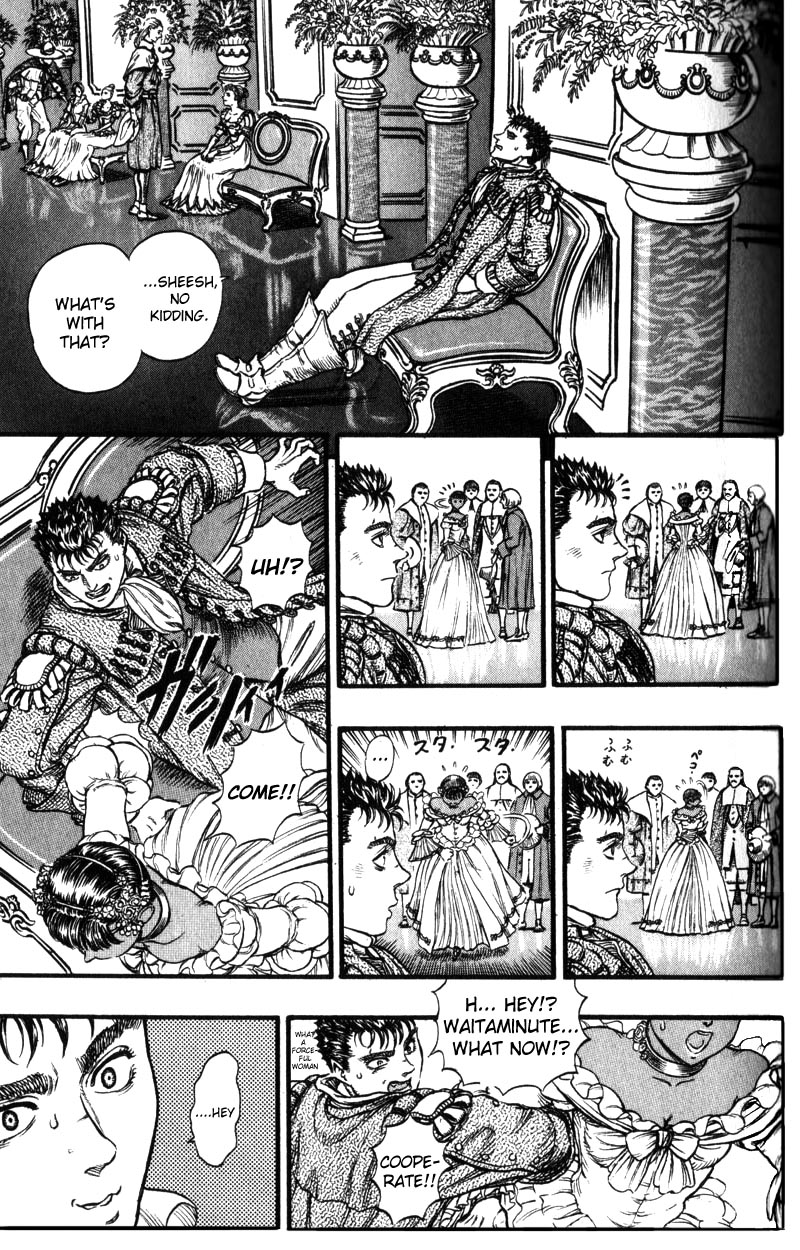 ...SHEESH,
NO
KIDDING.
WHAT'S
WITH
THAT?
ふむ
ふむ
ペコ
スタ
スタ
...
UH!?
ガシイィ
COME!!
H... HEY!?
WAITAMINUTE...
WHAT NOW!?
WHAT
A
FORCE-
FUL
WOMAN
COOPE-
RATE!!
....HEY